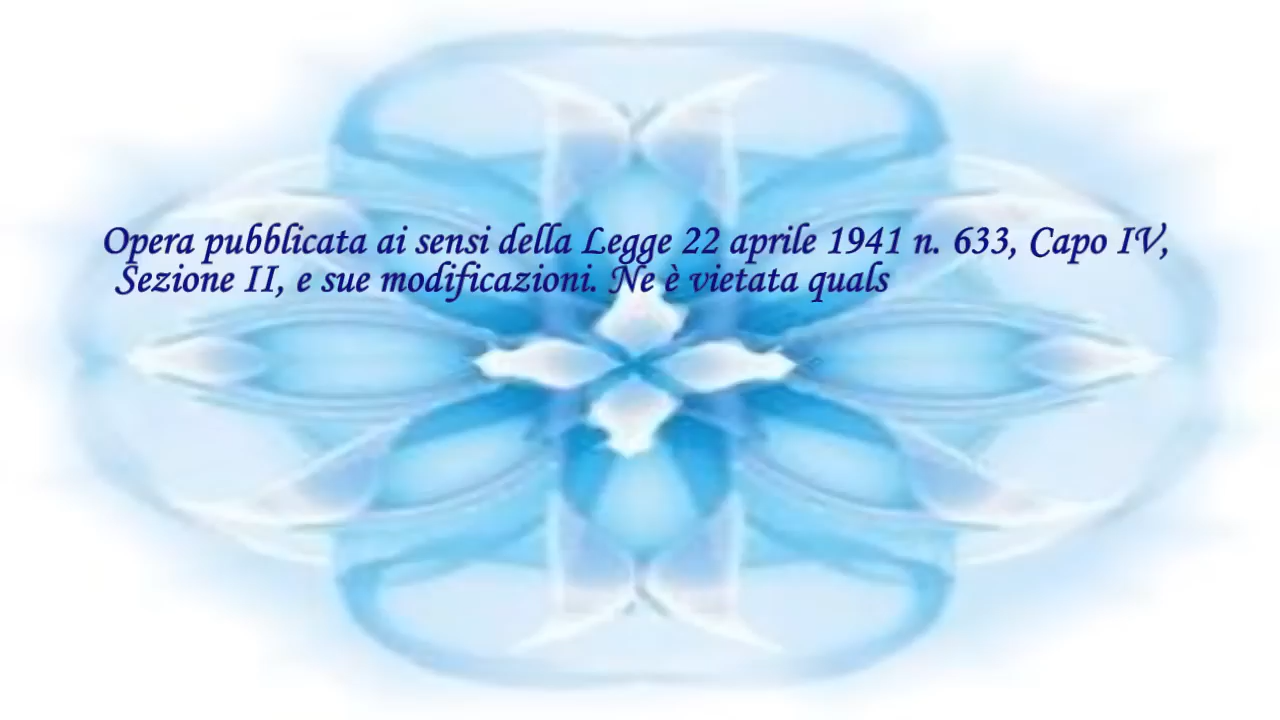 Opera pubblicata ai sensi della Legge 22 aprile 1941 n. 633, Capo IV,
Sezione II, e sue modificazioni. Ne è vietata quals